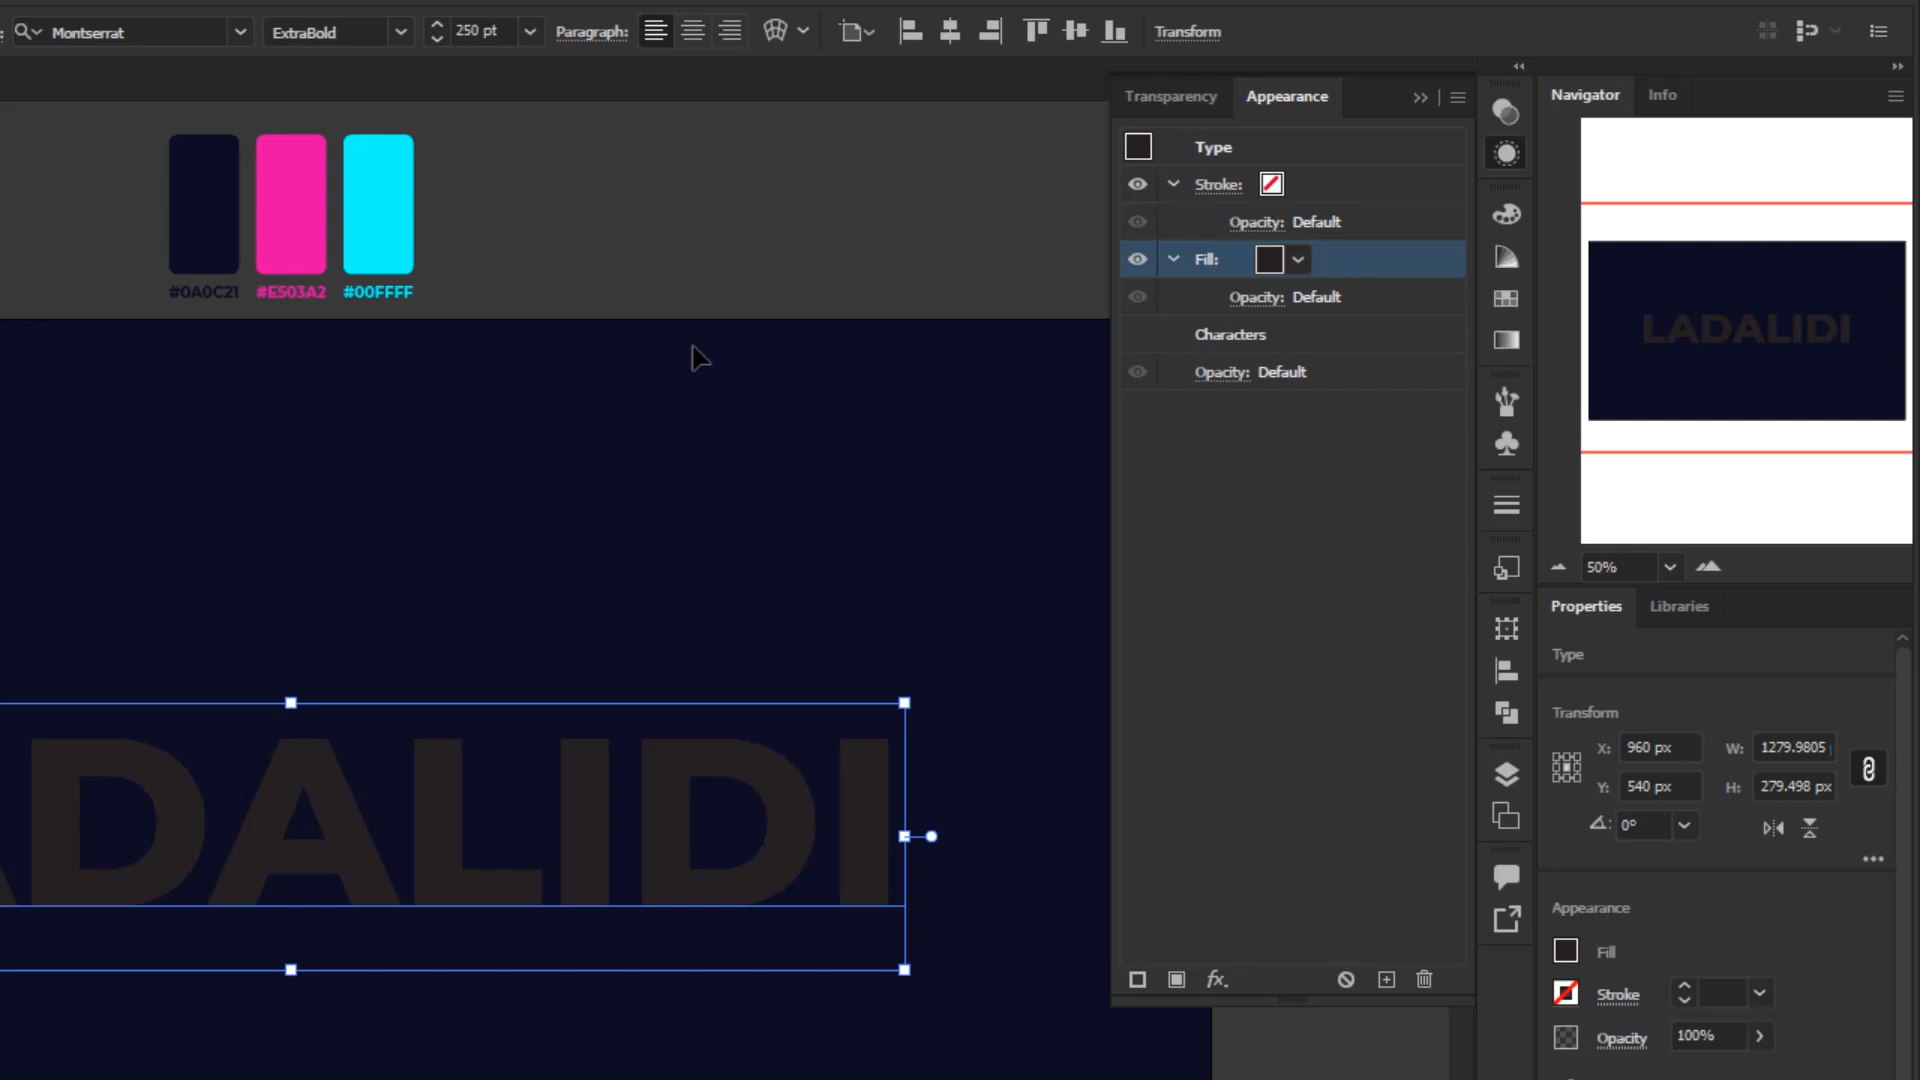 Montserrat ExtraBold 250 pt Paragraph: Transform
Transparency Appearance
Navigator Info
Type
Stroke:
Opacity: Default
Fill:
Opacity: Default
Characters
Opacity: Default
fx.
#0A0C21 #E503A2 #00FFFF
ADALIDI
LADALIDI
50%
Properties Libraries
Type
Transform
X: 960 px W: 1279.9805
Y: 540 px H: 279.498 px
0°
Appearance
Fill
Stroke
Opacity 100%